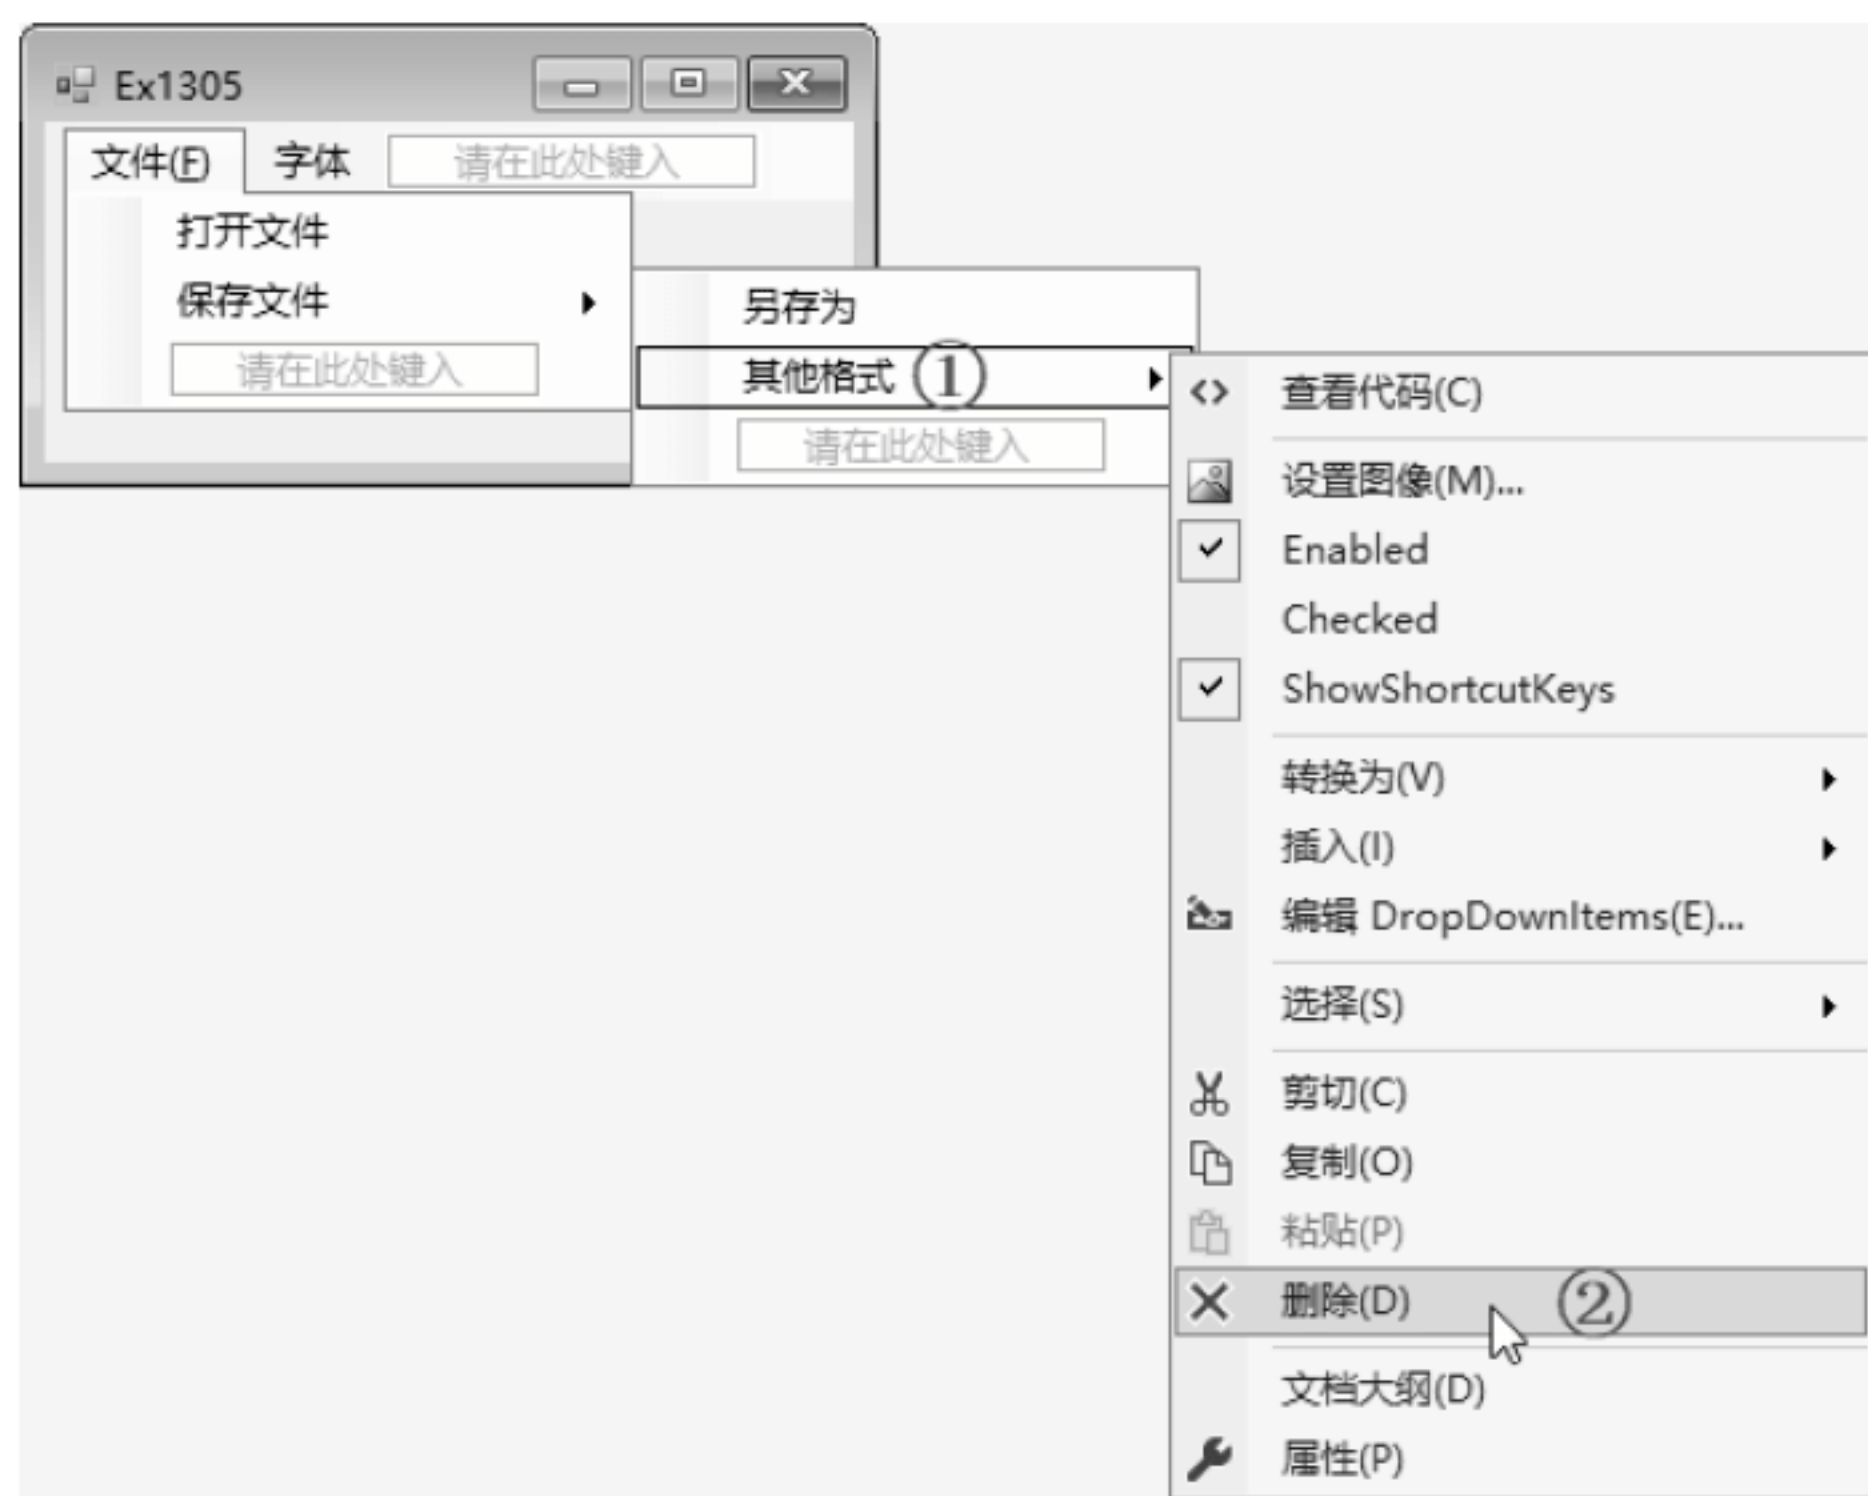 Ex1305
文件(F) 字体 请在此处键入
打开文件
保存文件
请在此处键入
另存为
其他格式 ①
请在此处键入
查看代码(C)
设置图像(M)...
Enabled
Checked
ShowShortcutKeys
转换为(V)
插入(I)
编辑 DropDownItems(E)...
选择(S)
剪切(C)
复制(O)
粘贴(P)
删除(D) ②
文档大纲(D)
属性(P)